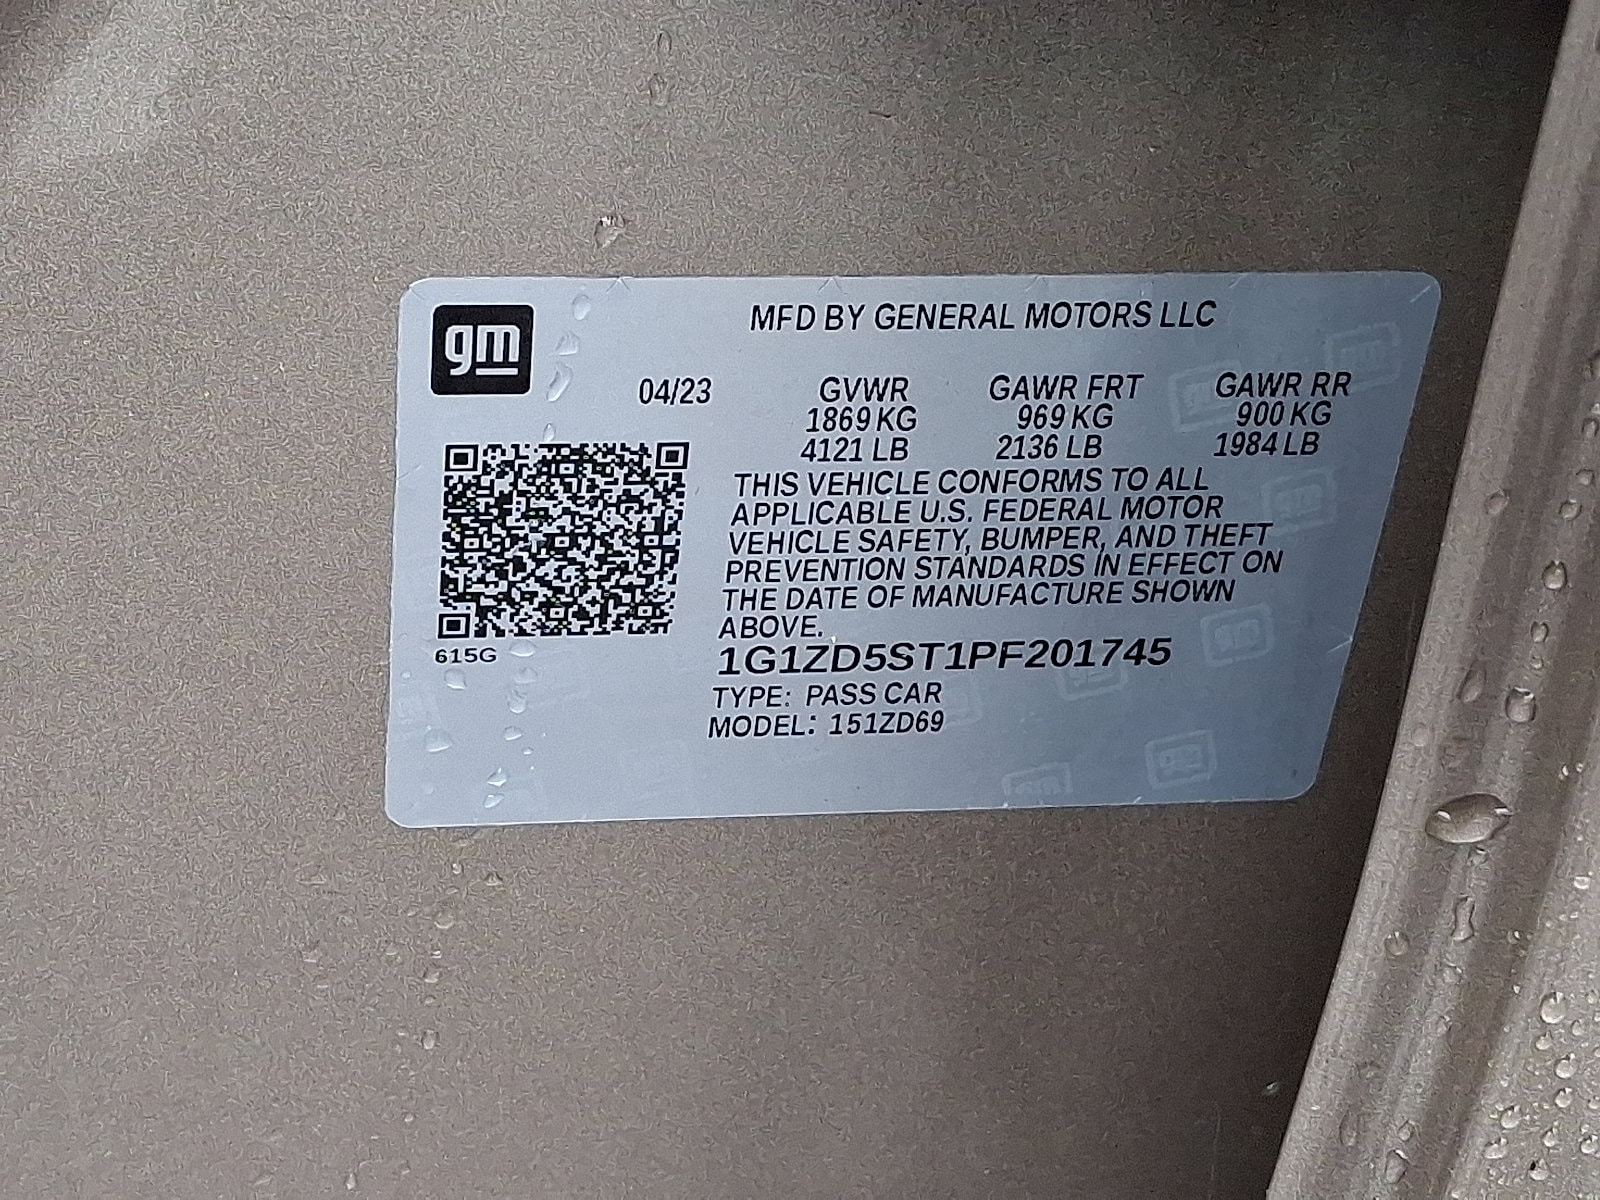 gm
MFD BY GENERAL MOTORS LLC
04/23 GVWR GAWR FRT GAWR RR
1869 KG 969 KG 900 KG
4121 LB 2136 LB 1984 LB
THIS VEHICLE CONFORMS TO ALL
APPLICABLE U.S. FEDERAL MOTOR
VEHICLE SAFETY, BUMPER, AND THEFT
PREVENTION STANDARDS IN EFFECT ON
THE DATE OF MANUFACTURE SHOWN
ABOVE.
615G
1G1ZD5ST1PF201745
TYPE: PASS CAR
MODEL: 151ZD69